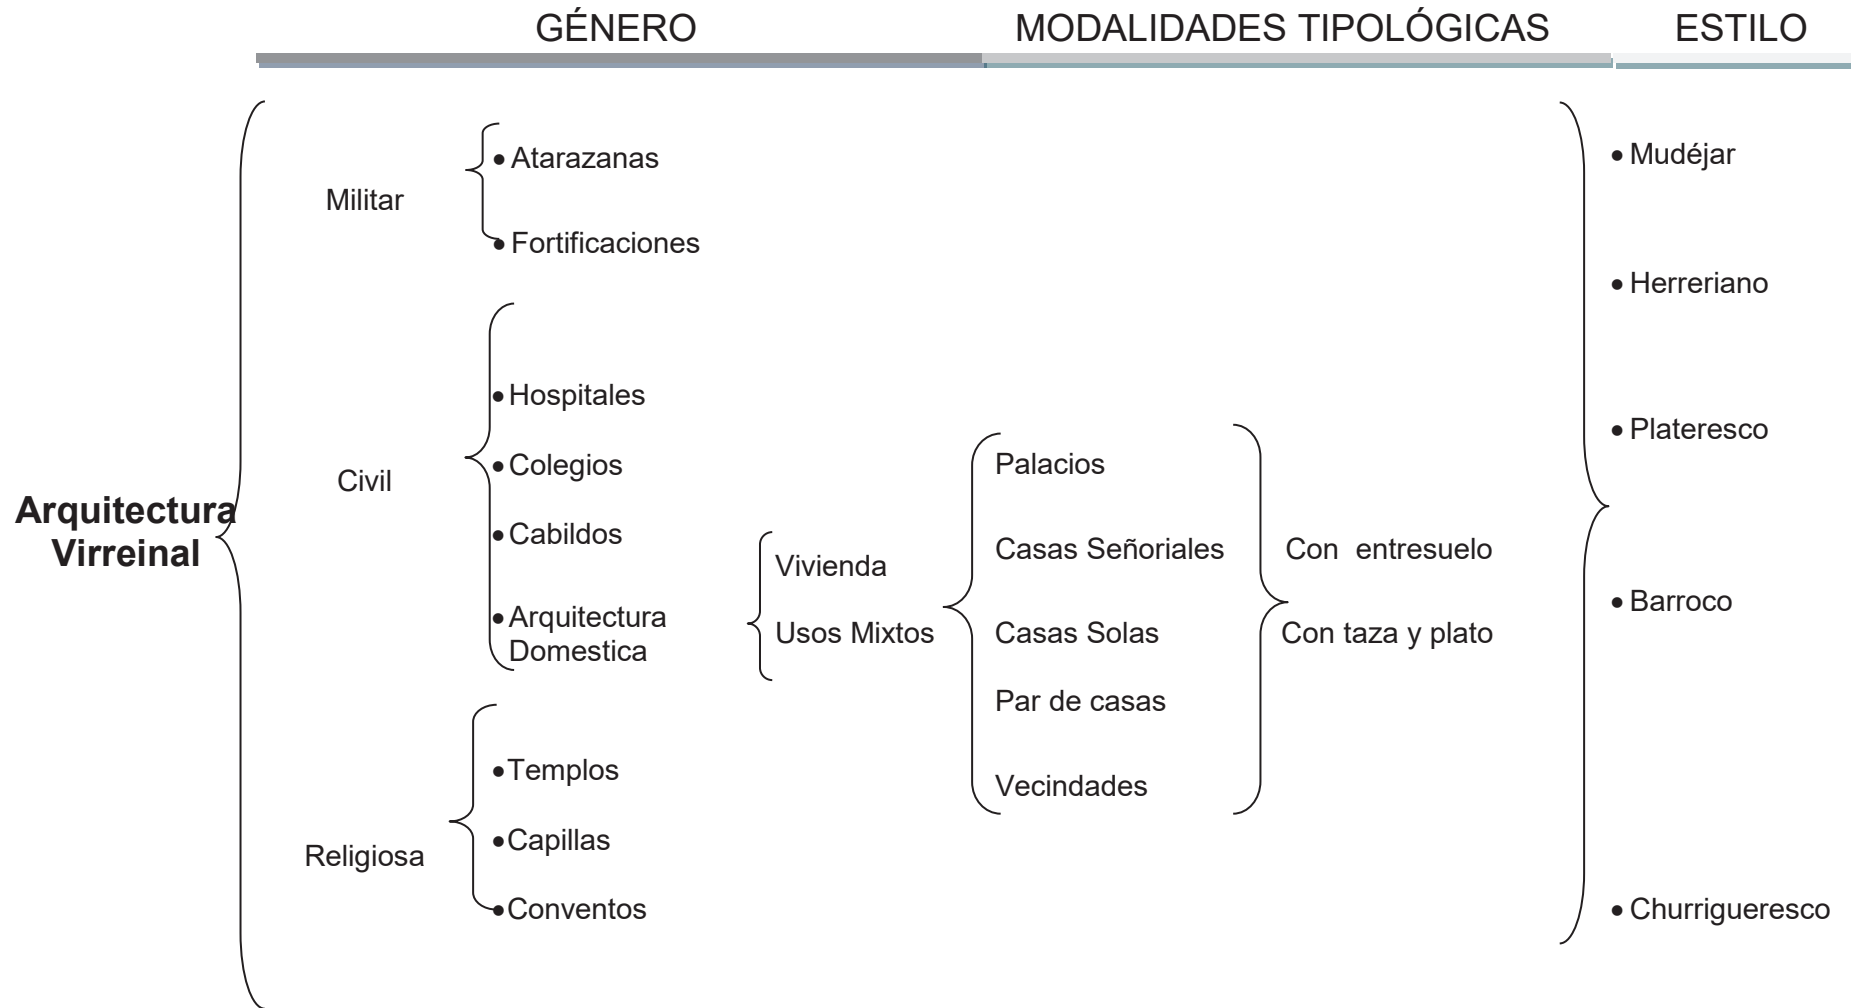 GÉNERO
MODALIDADES TIPOLÓGICAS
ESTILO
Arquitectura
Virreinal
Militar
• Atarazanas
• Fortificaciones
Civil
• Hospitales
• Colegios
• Cabildos
• Arquitectura
Domestica
Vivienda
Usos Mixtos
Religiosa
• Templos
• Capillas
• Conventos
Palacios
Casas Señoriales
Casas Solas
Par de casas
Vecindades
Con entresuelo
Con taza y plato
• Mudéjar
• Herreriano
• Plateresco
• Barroco
• Churrigueresco